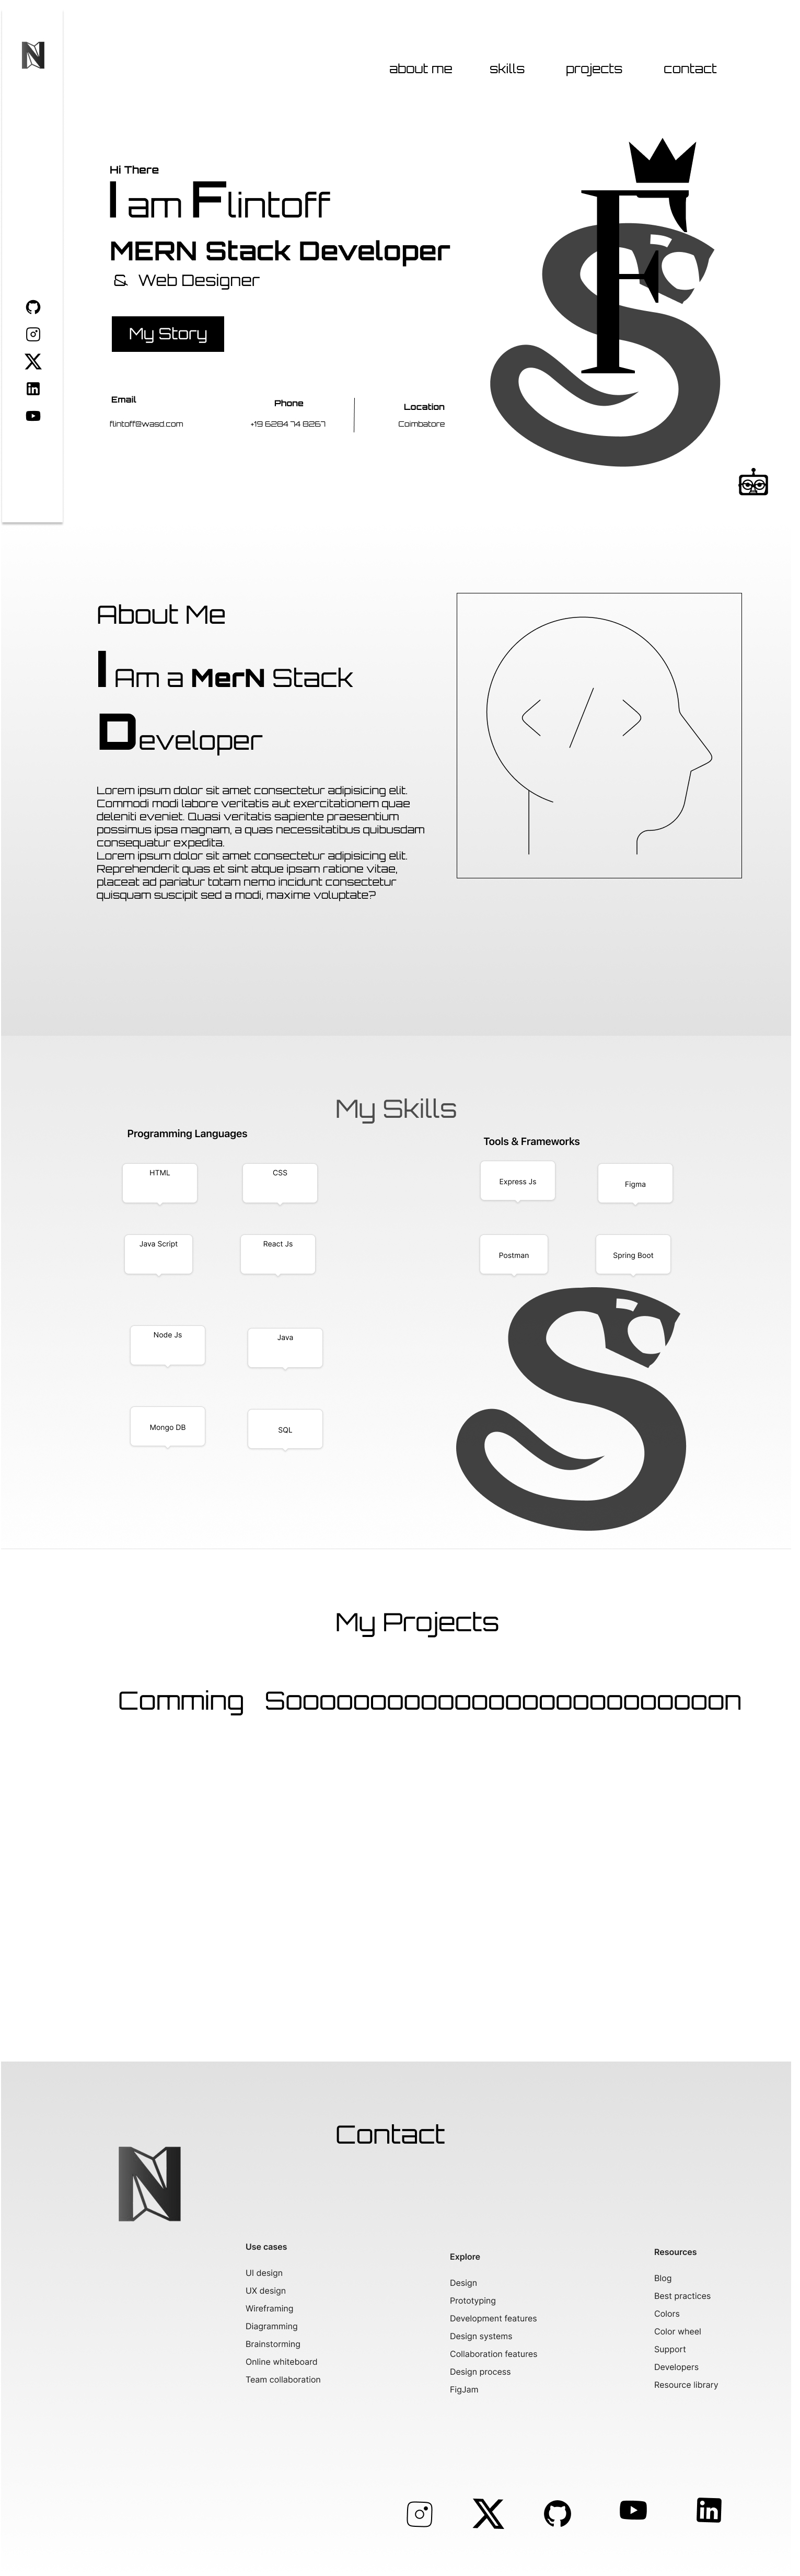 N
about me skills projects contact
Hi There
I am Flintoff
MERN Stack Developer
& Web Designer
My Story
Email
Phone
Location
flintoff@wasd.com
+19 6284 74 8267
Coimbatore
F
S
About Me
I Am a MerN Stack
Developer
Lorem ipsum dolor sit amet consectetur adipisicing elit.
Commodi modi labore veritatis aut exercitationem quae
deleniti eveniet. Quasi veritatis sapiente praesentium
possimus ipsa magnam, a quas necessitatibus quibusdam
consequatur expedita.
Lorem ipsum dolor sit amet consectetur adipisicing elit.
Reprehenderit quas et sint atque ipsam ratione vitae,
placeat ad pariatur totam nemo incidunt consectetur
quisquam suscipit sed a modi, maxime voluptate?
< / >
My Skills
Programming Languages
HTML
CSS
Java Script
React Js
Node Js
Java
Mongo DB
SQL
Tools & Frameworks
Express Js
Figma
Postman
Spring Boot
S
My Projects
Comming Soooooooooooooooooooooooooon
Contact
N
Use cases
UI design
UX design
Wireframing
Diagramming
Brainstorming
Online whiteboard
Team collaboration
Explore
Design
Prototyping
Development features
Design systems
Collaboration features
Design process
FigJam
Resources
Blog
Best practices
Colors
Color wheel
Support
Developers
Resource library